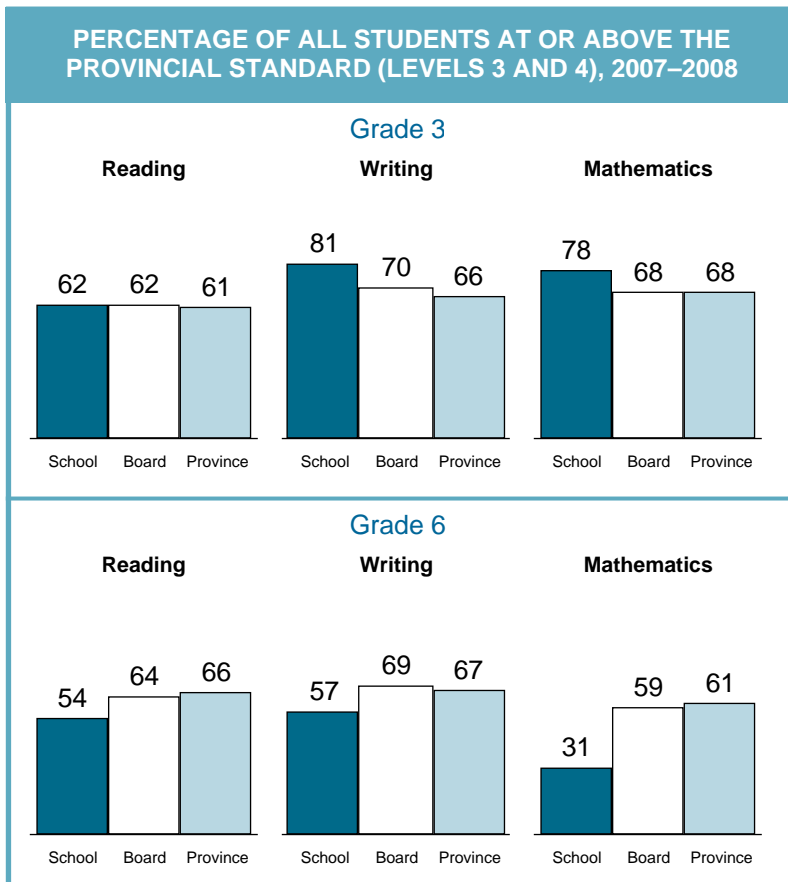 PERCENTAGE OF ALL STUDENTS AT OR ABOVE THE
PROVINCIAL STANDARD (LEVELS 3 AND 4), 2007–2008
Grade 3
Reading Writing Mathematics
62 62 61 81 70 66 78 68 68
School Board Province School Board Province School Board Province
Grade 6
Reading Writing Mathematics
54 64 66 57 69 67 31 59 61
School Board Province School Board Province School Board Province